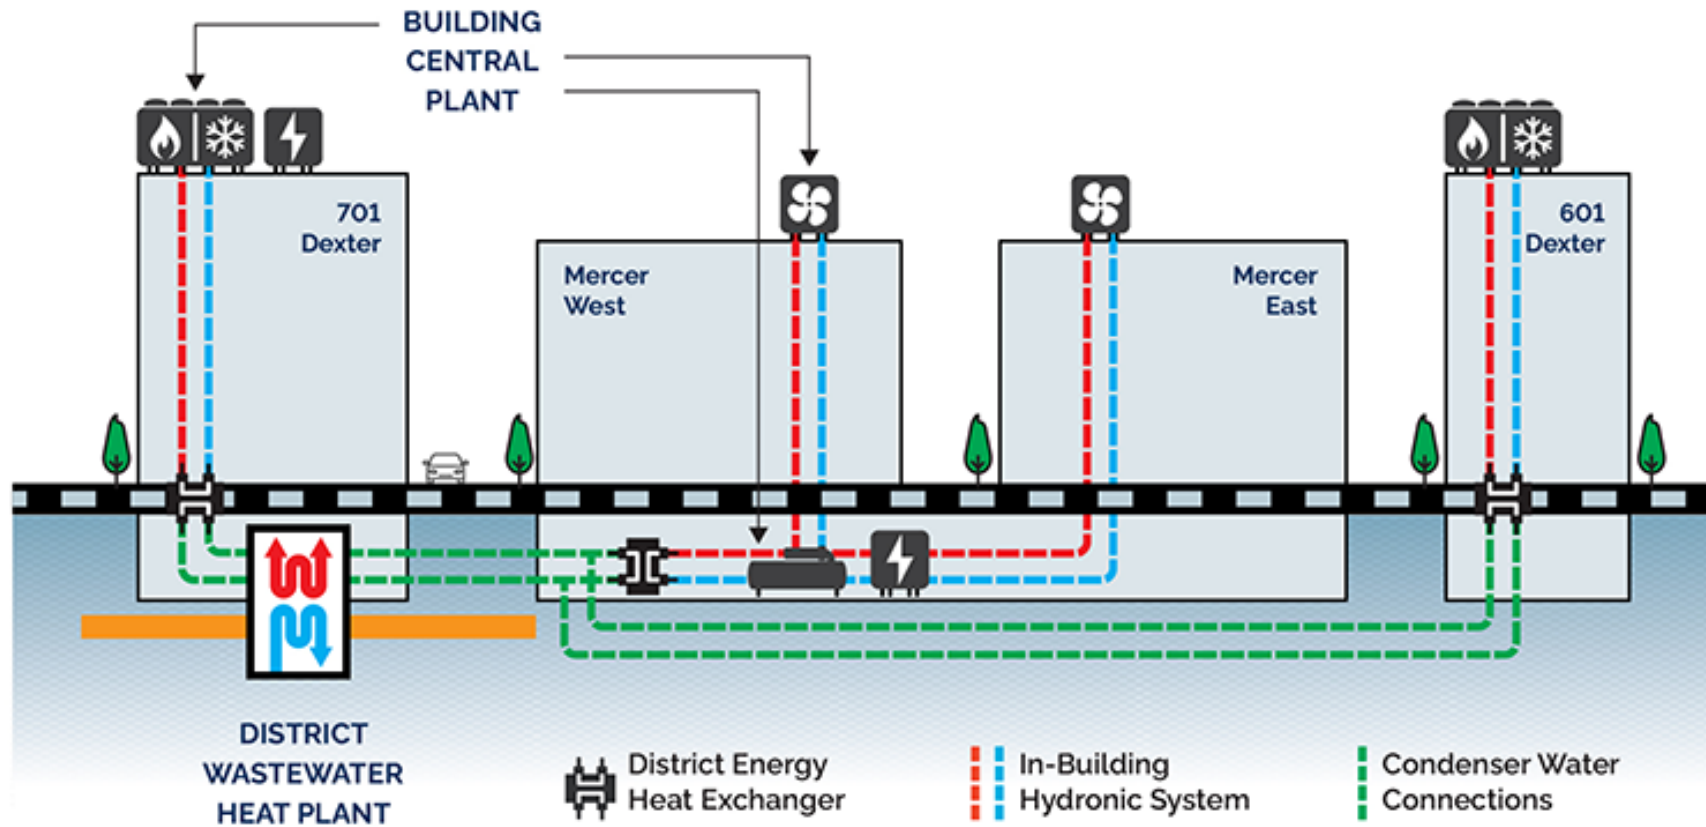 BUILDING
CENTRAL
PLANT
701
Dexter
Mercer
West
Mercer
East
601
Dexter
DISTRICT
WASTEWATER
HEAT PLANT
District Energy
Heat Exchanger
In-Building
Hydronic System
Condenser Water
Connections